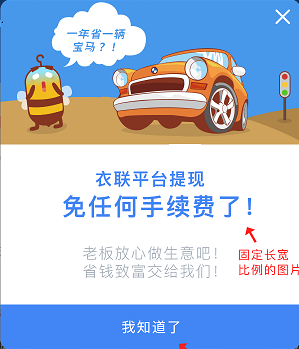 一年省一辆
宝马？！
衣联平台提现
免任何手续费了！
老板放心做生意吧！
省钱致富交给我们！
固定长宽
比例的图片
我知道了